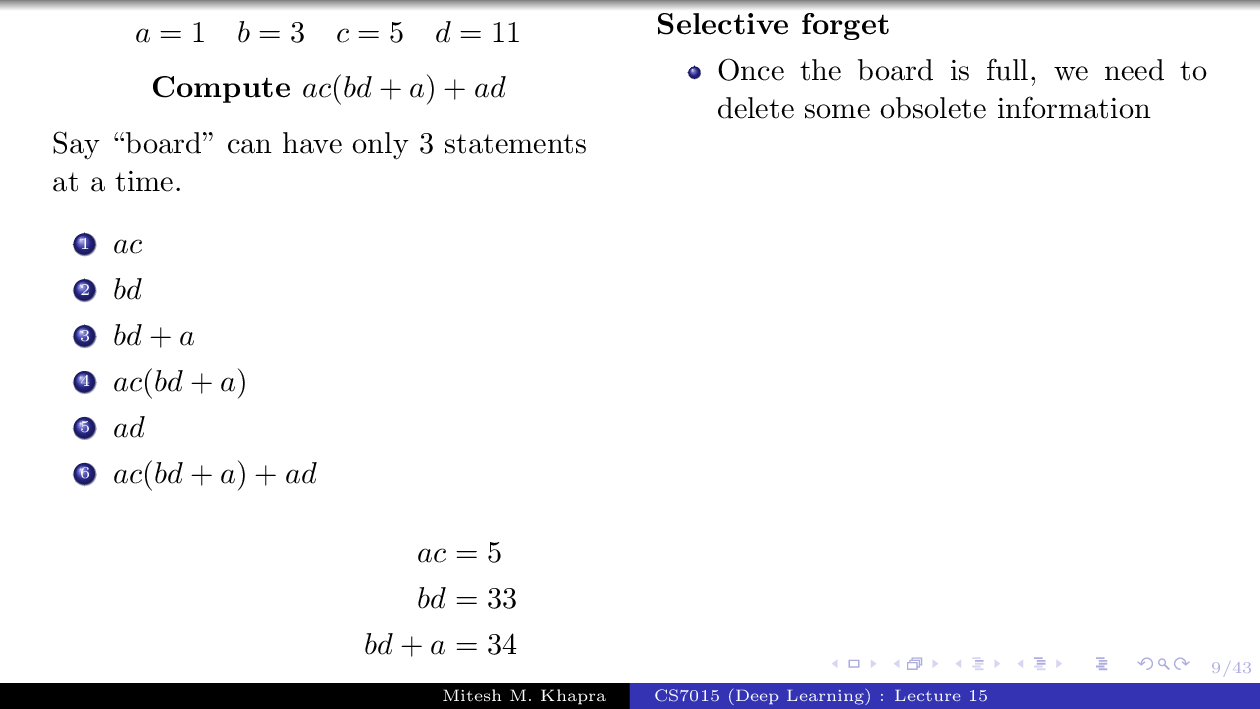 a = 1 b = 3 c = 5 d = 11
Compute ac(bd + a) + ad
Say “board” can have only 3 statements
at a time.
1 ac
2 bd
3 bd + a
4 ac(bd + a)
5 ad
6 ac(bd + a) + ad
ac = 5
bd = 33
bd + a = 34
Selective forget
Once the board is full, we need to
delete some obsolete information
9/43
Mitesh M. Khapra
CS7015 (Deep Learning) : Lecture 15